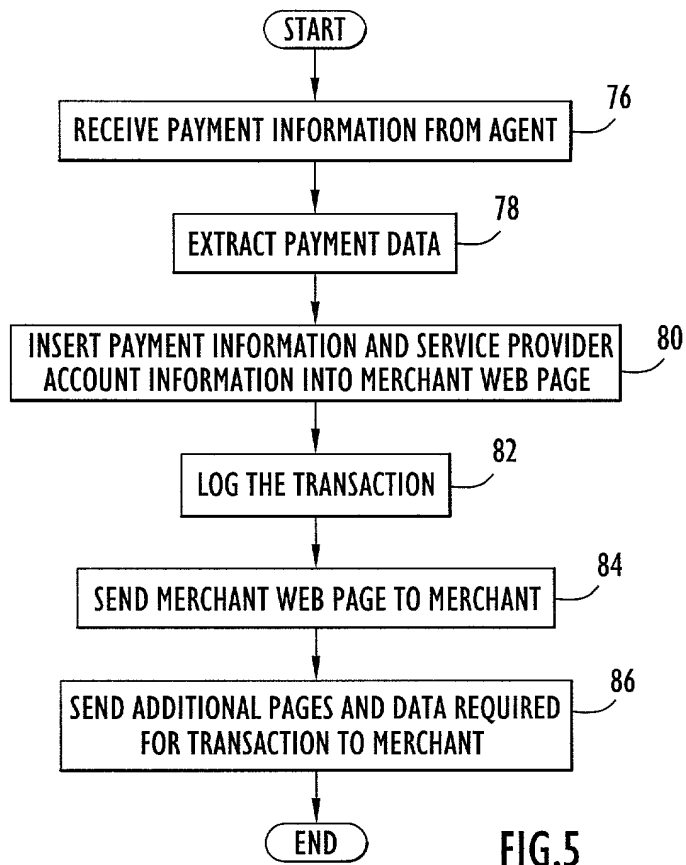 START
76
RECEIVE PAYMENT INFORMATION FROM AGENT
78
EXTRACT PAYMENT DATA
80
INSERT PAYMENT INFORMATION AND SERVICE PROVIDER
ACCOUNT INFORMATION INTO MERCHANT WEB PAGE
82
LOG THE TRANSACTION
84
SEND MERCHANT WEB PAGE TO MERCHANT
86
SEND ADDITIONAL PAGES AND DATA REQUIRED
FOR TRANSACTION TO MERCHANT
END
FIG.5